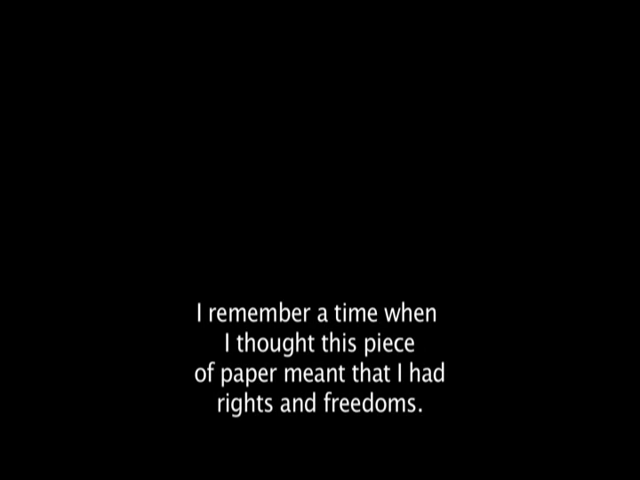 I remember a time when
I thought this piece
of paper meant that I had
rights and freedoms.